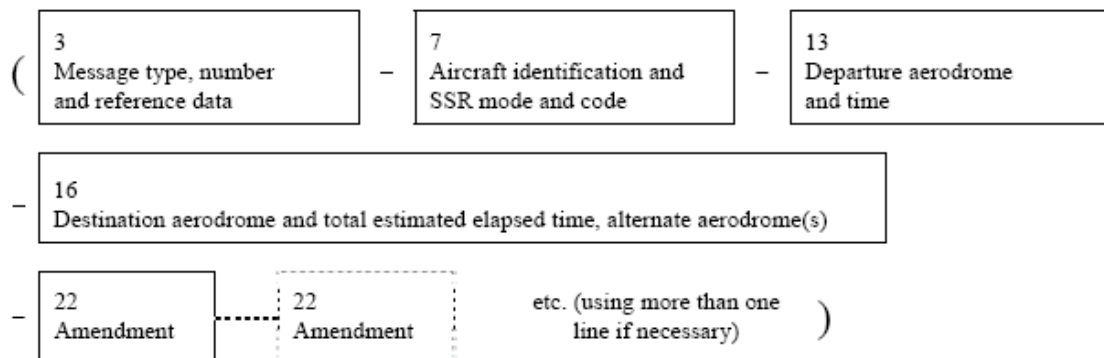 (
3
Message type, number
and reference data
–
7
Aircraft identification and
SSR mode and code
–
13
Departure aerodrome
and time
–
16
Destination aerodrome and total estimated elapsed time, alternate aerodrome(s)
–
22
Amendment
22
Amendment
etc. (using more than one
line if necessary)
)